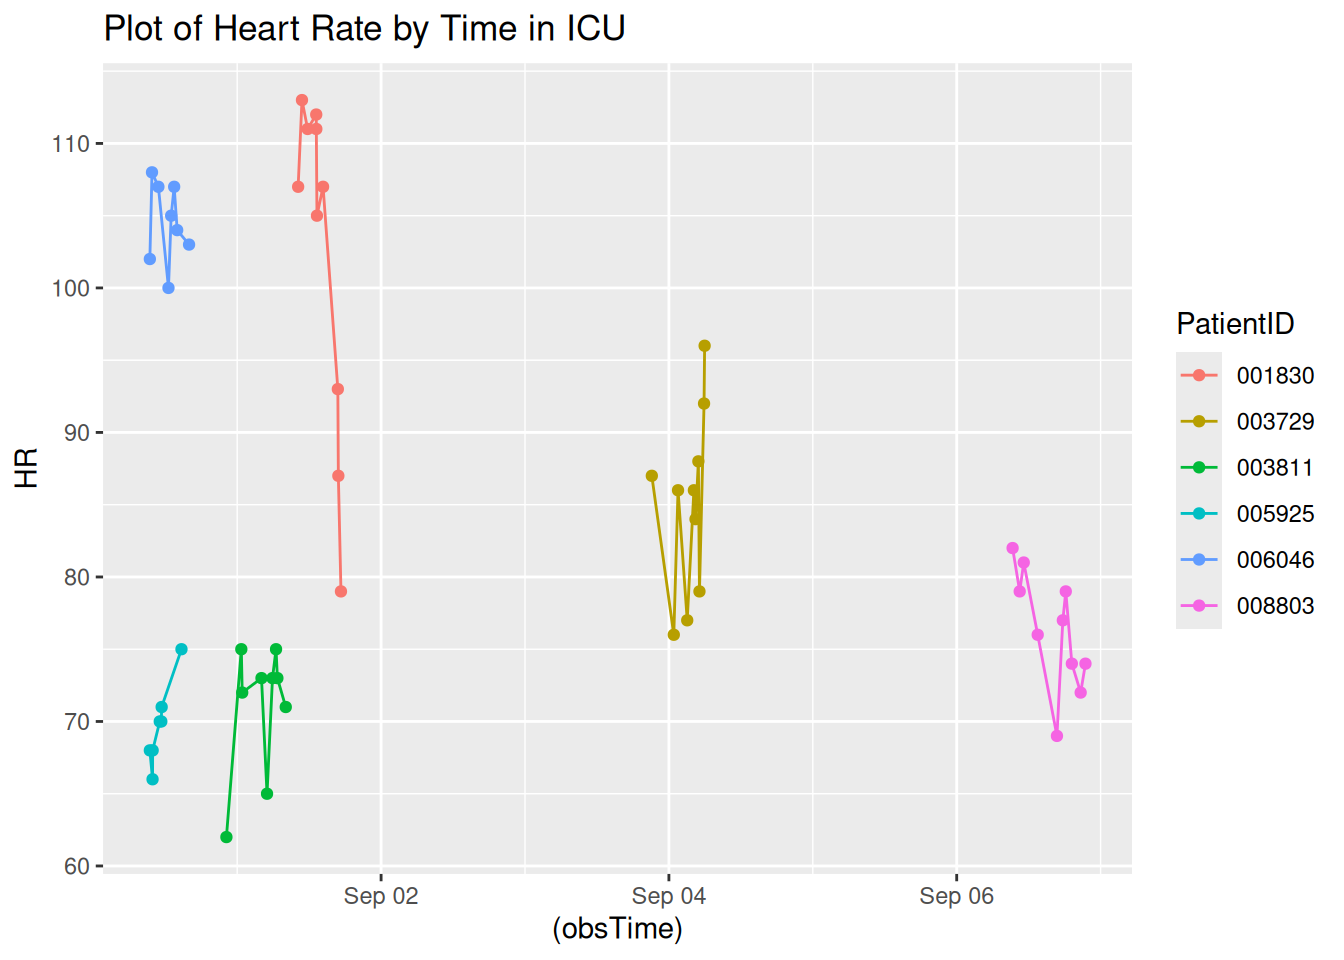 Plot of Heart Rate by Time in ICU
110
100
90
80
70
60
HR
Sep 02
Sep 04
Sep 06
(obsTime)
PatientID
001830
003729
003811
005925
006046
008803